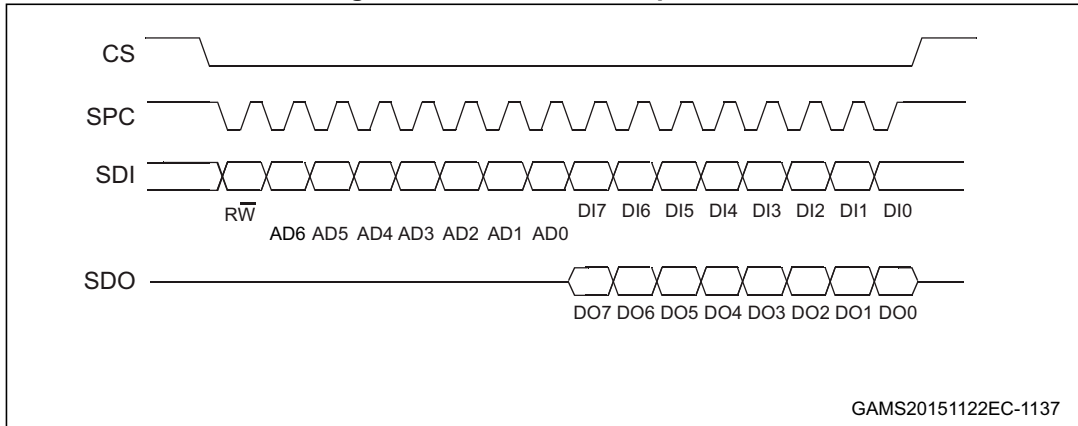 CS
SPC
SDI
RW̅
DI7 DI6 DI5 DI4 DI3 DI2 DI1 DI0
AD6 AD5 AD4 AD3 AD2 AD1 AD0
SDO
DO7 DO6 DO5 DO4 DO3 DO2 DO1 DO0
GAMS20151122EC-1137